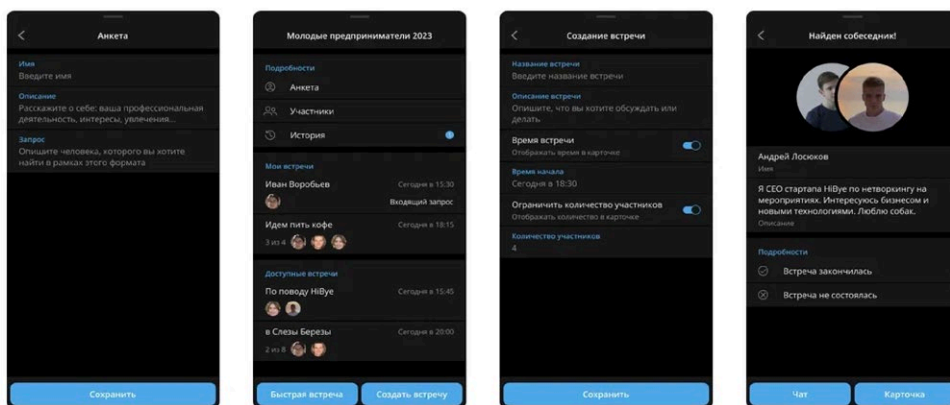 Анкета
Имя
Введите имя
Описание
Расскажите о себе: ваша профессиональная
деятельность, интересы, увлечения...
Запрос
Опишите человека, которого вы хотите
найти в рамках этого формата
Сохранить
Молодые предприниматели 2023
Подробности
Анкета
Участники
История
Мои встречи
Иван Воробьев
Сегодня в 15:30
Входящий запрос
Идем пить кофе
Сегодня в 18:15
3 из 4
Доступные встречи
По поводу HiBye
Сегодня в 15:45
в Слезы Березы
Сегодня в 20:00
2 из 8
Быстрая встреча
Создать встречу
Создание встречи
Название встречи
Введите название встречи
Описание встречи
Опишите, что вы хотите обсуждать или
делать
Время встречи
Отображать время в карточке
Время начала
Сегодня в 18:30
Ограничить количество участников
Отображать количество в карточке
Количество участников
4
Сохранить
Найден собеседник!
Андрей Лосюков
Имя
Я CEO стартапа HiBye по нетворкингу на
мероприятиях. Интересуюсь бизнесом и
новыми технологиями. Люблю собак.
Описание
Подробности
Встреча закончилась
Встреча не состоялась
Чат
Карточка